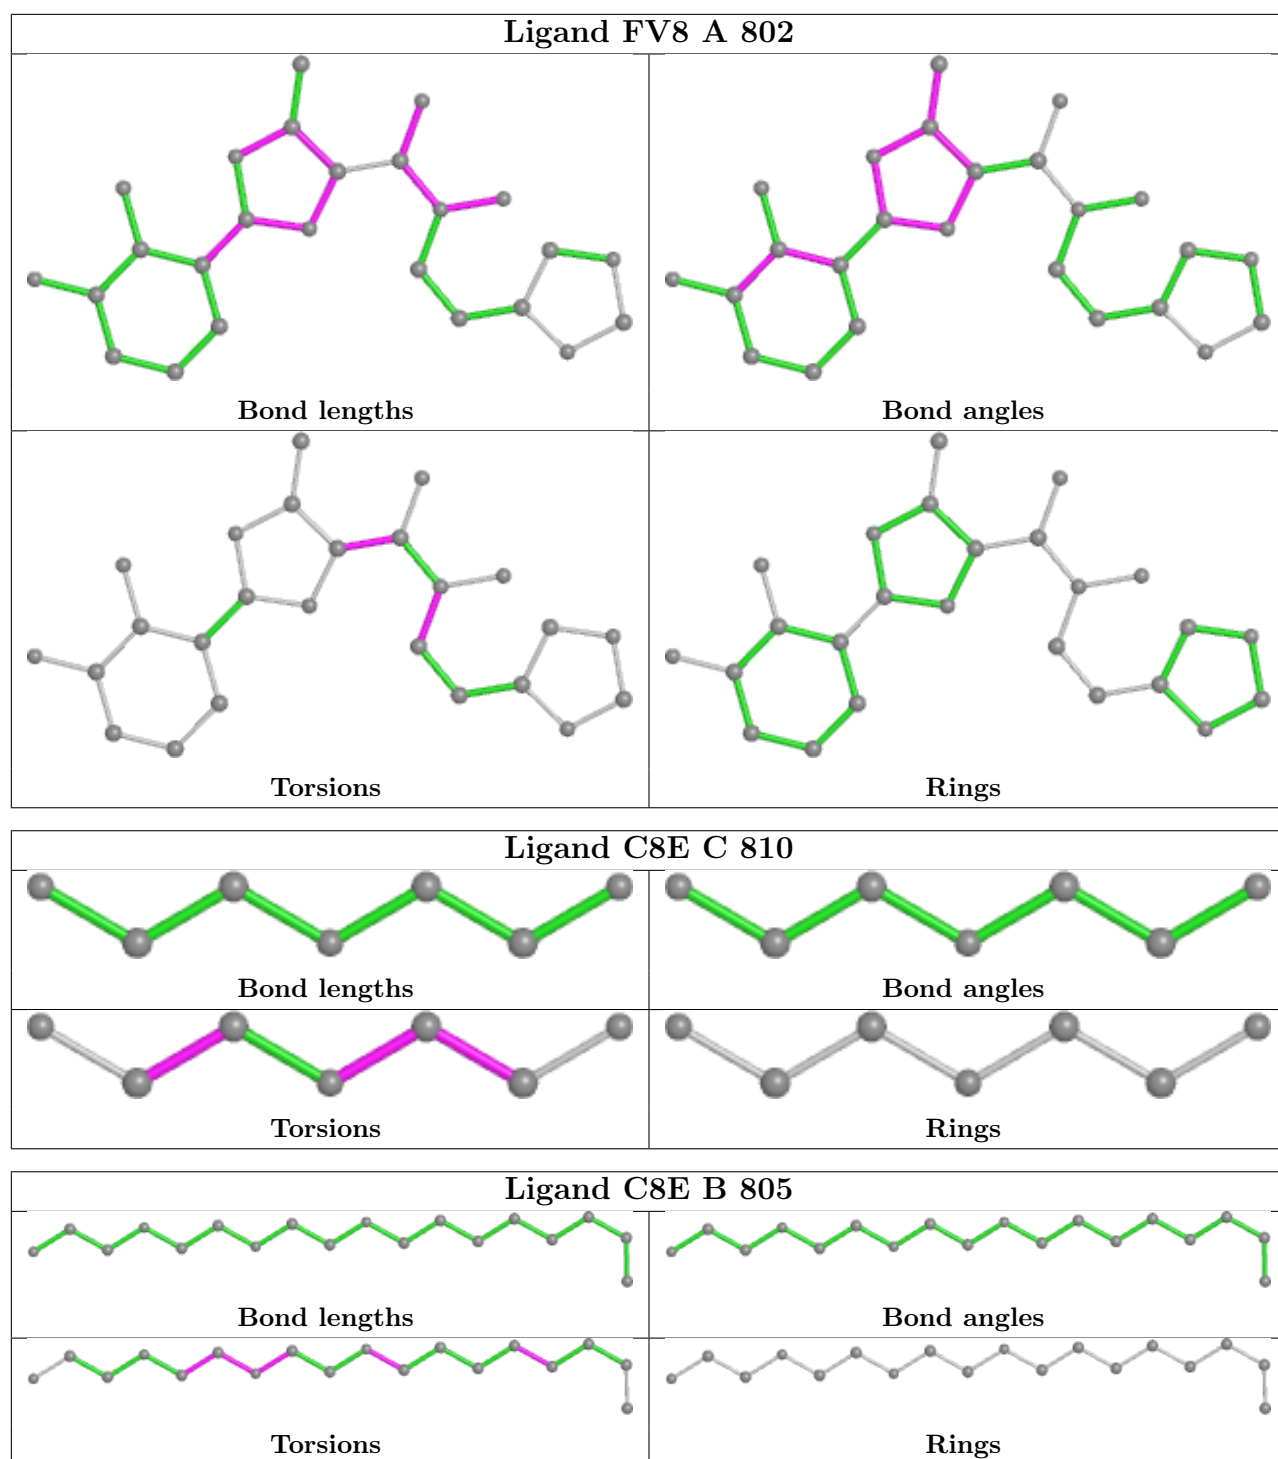 Ligand FV8 A 802
Bond lengths
Bond angles
Torsions
Rings
Ligand C8E C 810
Bond lengths
Bond angles
Torsions
Rings
Ligand C8E B 805
Bond lengths
Bond angles
Torsions
Rings